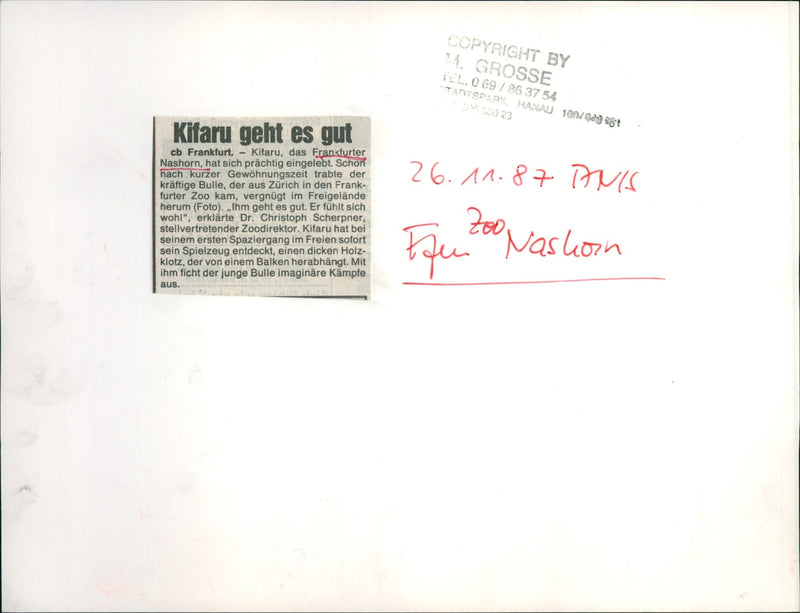 COPYRIGHT BY
M. GROSSE
TEL. 0 69 / 86 37 54
STADTSPARK. HANAU
Kifaru geht es gut
cb Frankfurt. – Kifaru, das Frankfurter
Nashorn, hat sich prächtig eingelebt. Schon
nach kurzer Gewöhnungszeit trabte der
kräftige Bulle, der aus Zürich in den Frank-
furter Zoo kam, vergnügt im Freigelände
herum (Foto). „Ihm geht es gut. Er fühlt sich
wohl", erklärte Dr. Christoph Scherpner,
stellvertretender Zoodirektor. Kifaru hat bei
seinem ersten Spaziergang im Freien sofort
sein Spielzeug entdeckt, einen dicken Holz-
klotz, der von einem Balken herabhängt. Mit
ihm ficht der junge Bulle imaginäre Kämpfe
aus.
26.11.87
Zoo
Nashorn